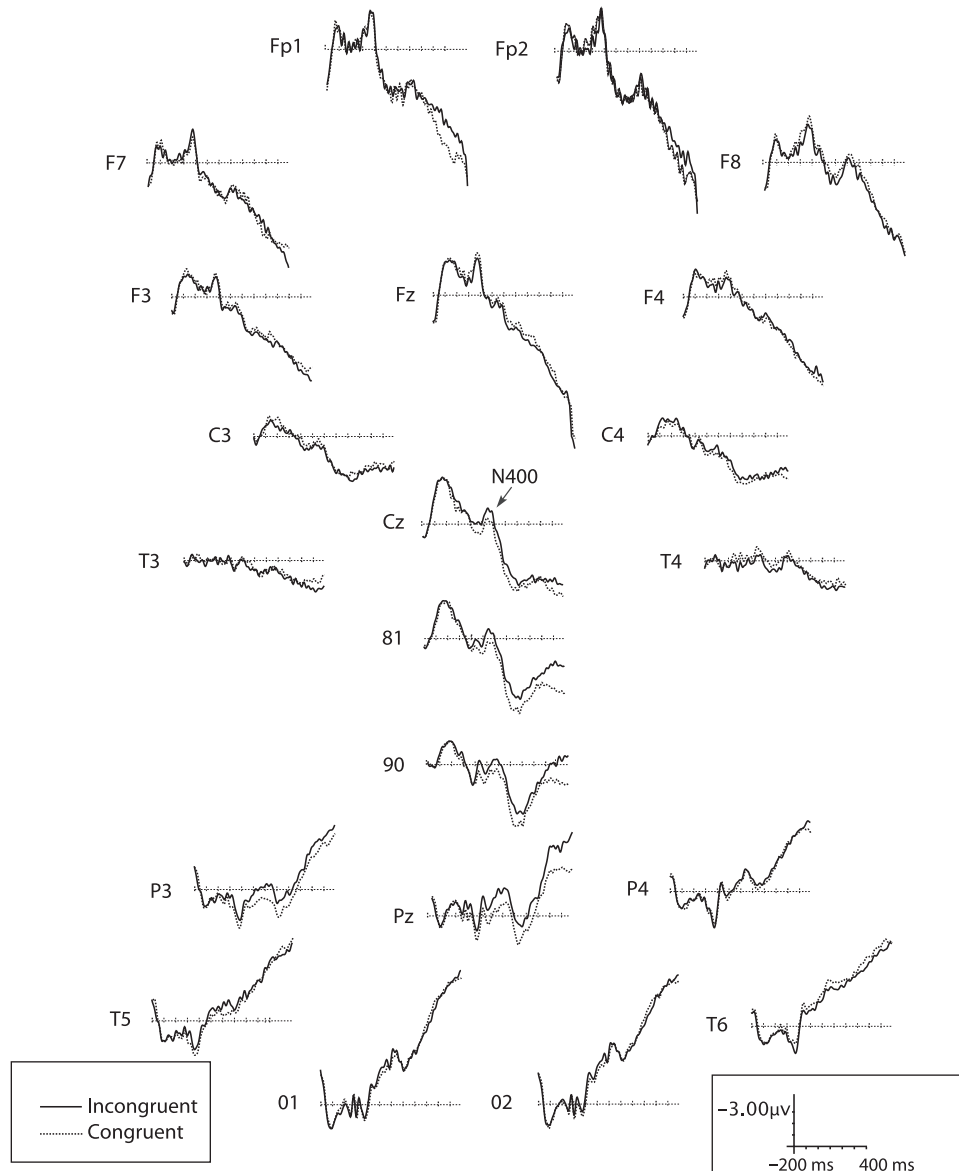 Fp1
Fp2
F7
F8
F3
Fz
F4
C3
C4
N400
Cz
T3
T4
81
90
P3
Pz
P4
T5
T6
01
02
Incongruent
Congruent
−3.00μv
−200 ms 400 ms